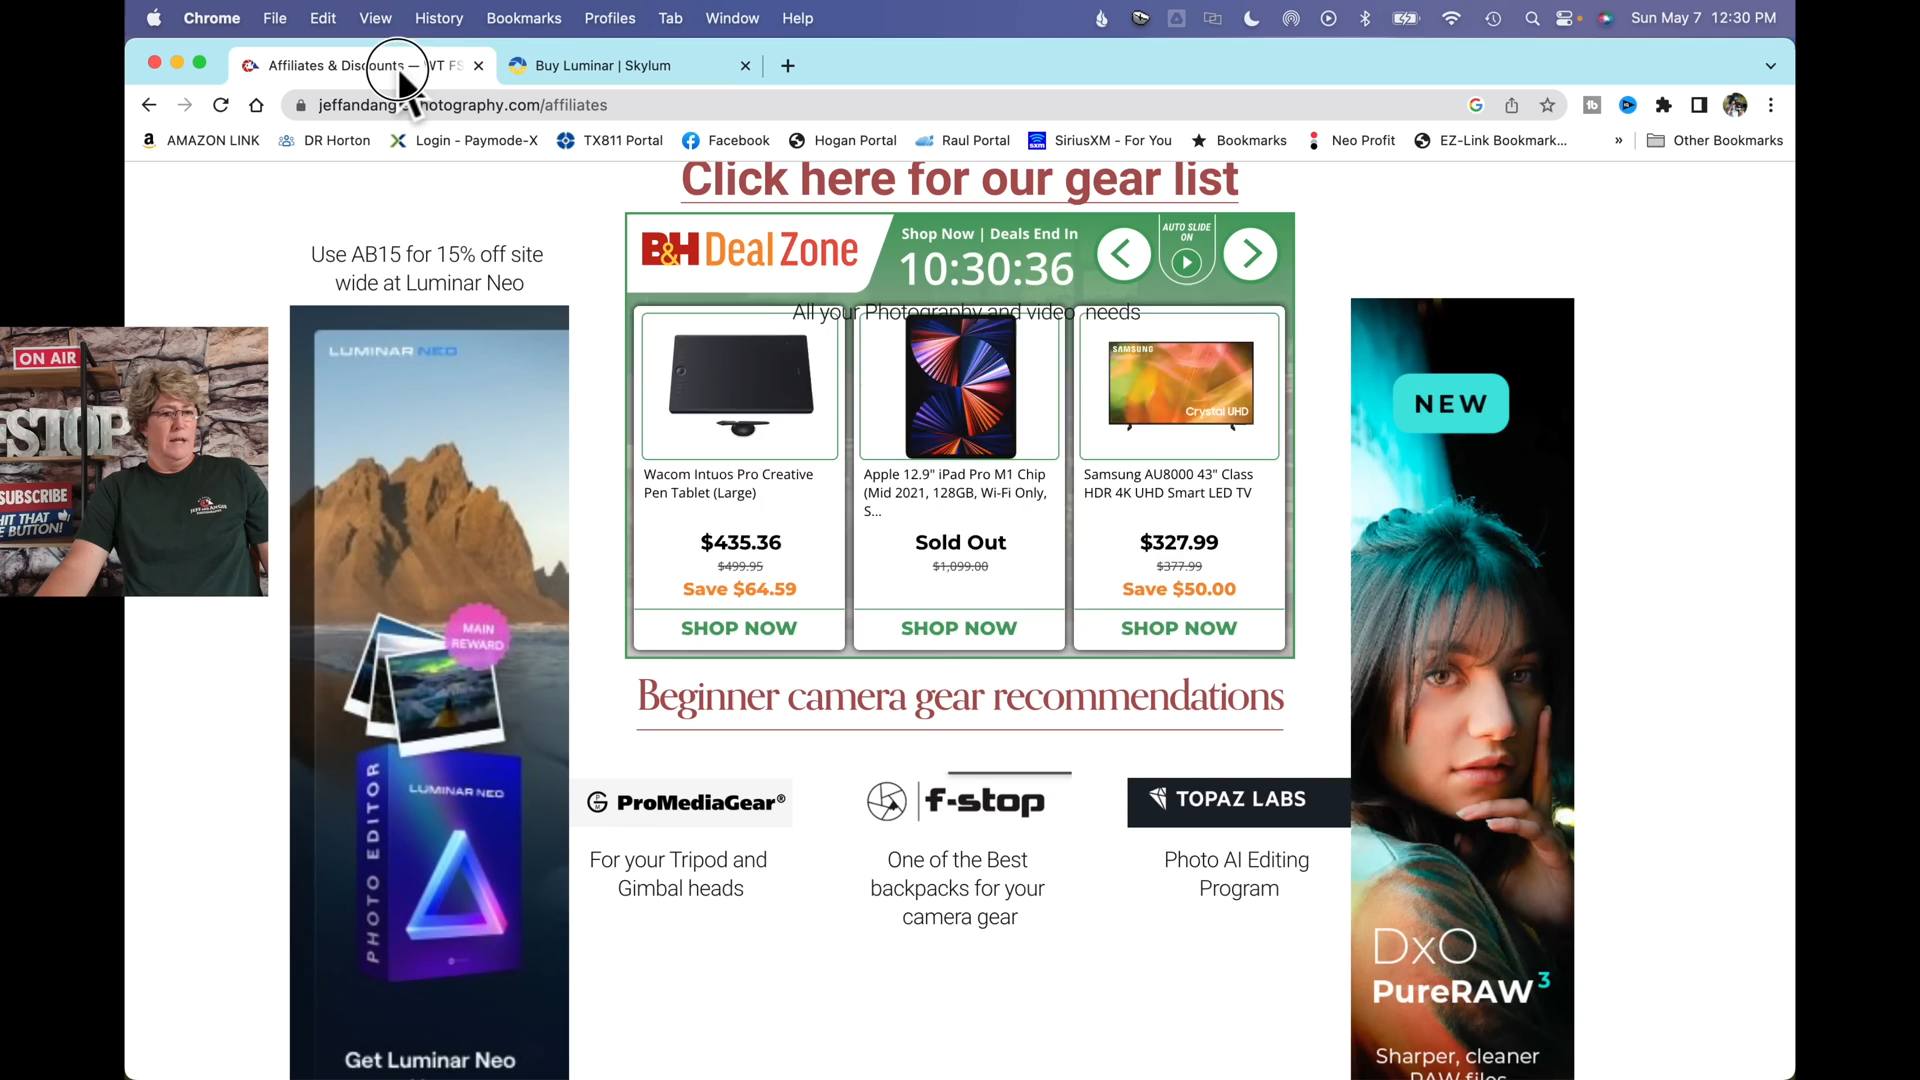 Chrome File Edit View History Bookmarks Profiles Tab Window Help
Sun May 7 12:30 PM
Affiliates & Discounts —
Buy Luminar | Skylum
/affiliates
AMAZON LINK
DR Horton
Login - Paymode-X
TX811 Portal
Facebook
Hogan Portal
Raul Portal
SiriusXM - For You
Bookmarks
Neo Profit
EZ-Link Bookmark...
»
Other Bookmarks
Click here for our gear list
Use AB15 for 15% off site
wide at Luminar Neo
B&H Deal Zone
Shop Now | Deals End In
10:30:36
AUTO SLIDE
ON
All your Photography and video needs
SAMSUNG
Crystal UHD
Wacom Intuos Pro Creative
Pen Tablet (Large)
$435.36
$499.95
Save $64.59
SHOP NOW
Apple 12.9" iPad Pro M1 Chip
(Mid 2021, 128GB, Wi-Fi Only,
S...
Sold Out
$1,099.00
SHOP NOW
Samsung AU8000 43" Class
HDR 4K UHD Smart LED TV
$327.99
$377.99
Save $50.00
SHOP NOW
Beginner camera gear recommendations
ProMediaGear®
For your Tripod and
Gimbal heads
f-stop
One of the Best
backpacks for your
camera gear
TOPAZ LABS
Photo AI Editing
Program
LUMINAR NEO
MAIN
REWARD
LUMINAR NEO
PHOTO EDITOR
Get Luminar Neo
NEW
DxO
PureRAW 3
Sharper, cleaner
RAW files
ON AIR
STOP
SUBSCRIBE
HIT THAT
BUTTON!